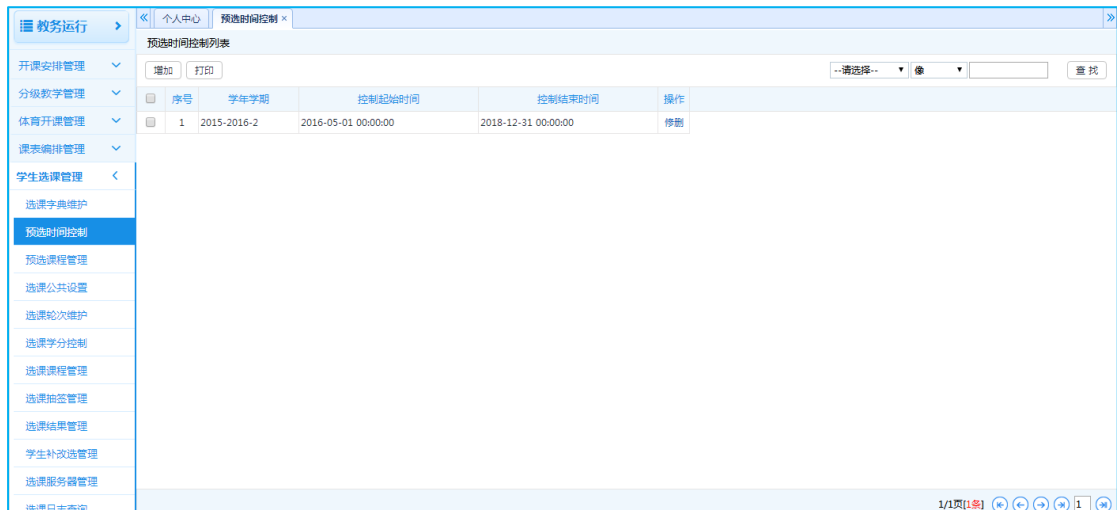 教务运行
个人中心 预选时间控制 ×
预选时间控制列表
增加 打印 --请选择-- 像 查 找
序号 学年学期 控制起始时间 控制结束时间 操作
1 2015-2016-2 2016-05-01 00:00:00 2018-12-31 00:00:00 修删
开课安排管理
分级教学管理
体育开课管理
课表编排管理
学生选课管理
选课字典维护
预选时间控制
预选课程管理
选课公共设置
选课轮次维护
选课学分控制
选课课程管理
选课抽签管理
选课结果管理
学生补改选管理
选课服务器管理
选课日志查询
1/1页[1条] 1